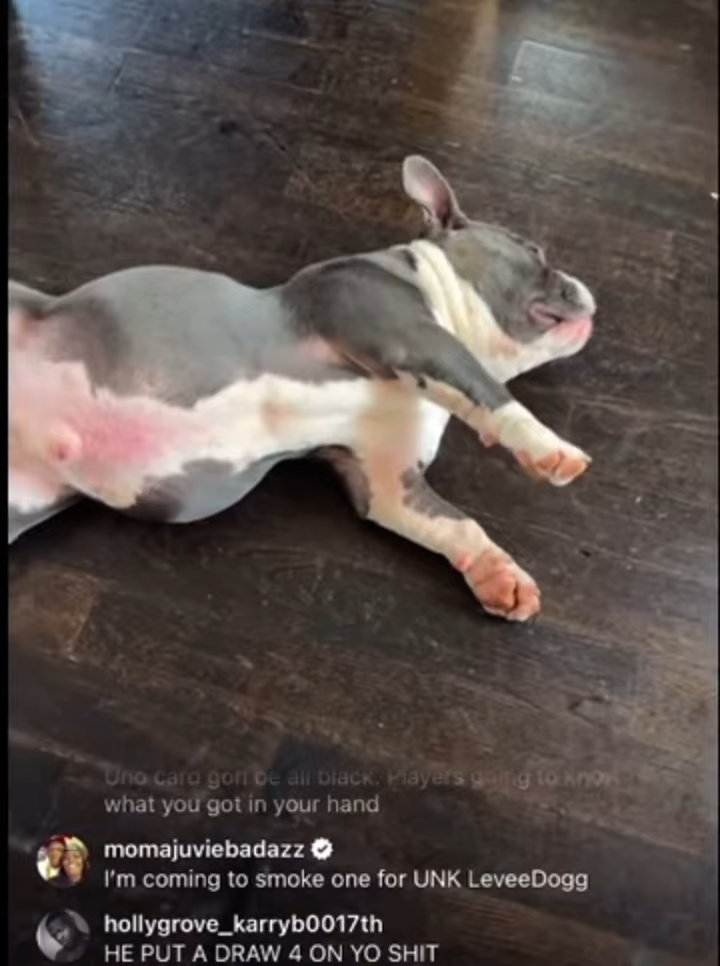 Uno card gon be all black. Players going to know
what you got in your hand
momajuviebadazz
I'm coming to smoke one for UNK LeveeDogg
hollygrove_karryb0017th
HE PUT A DRAW 4 ON YO SHIT